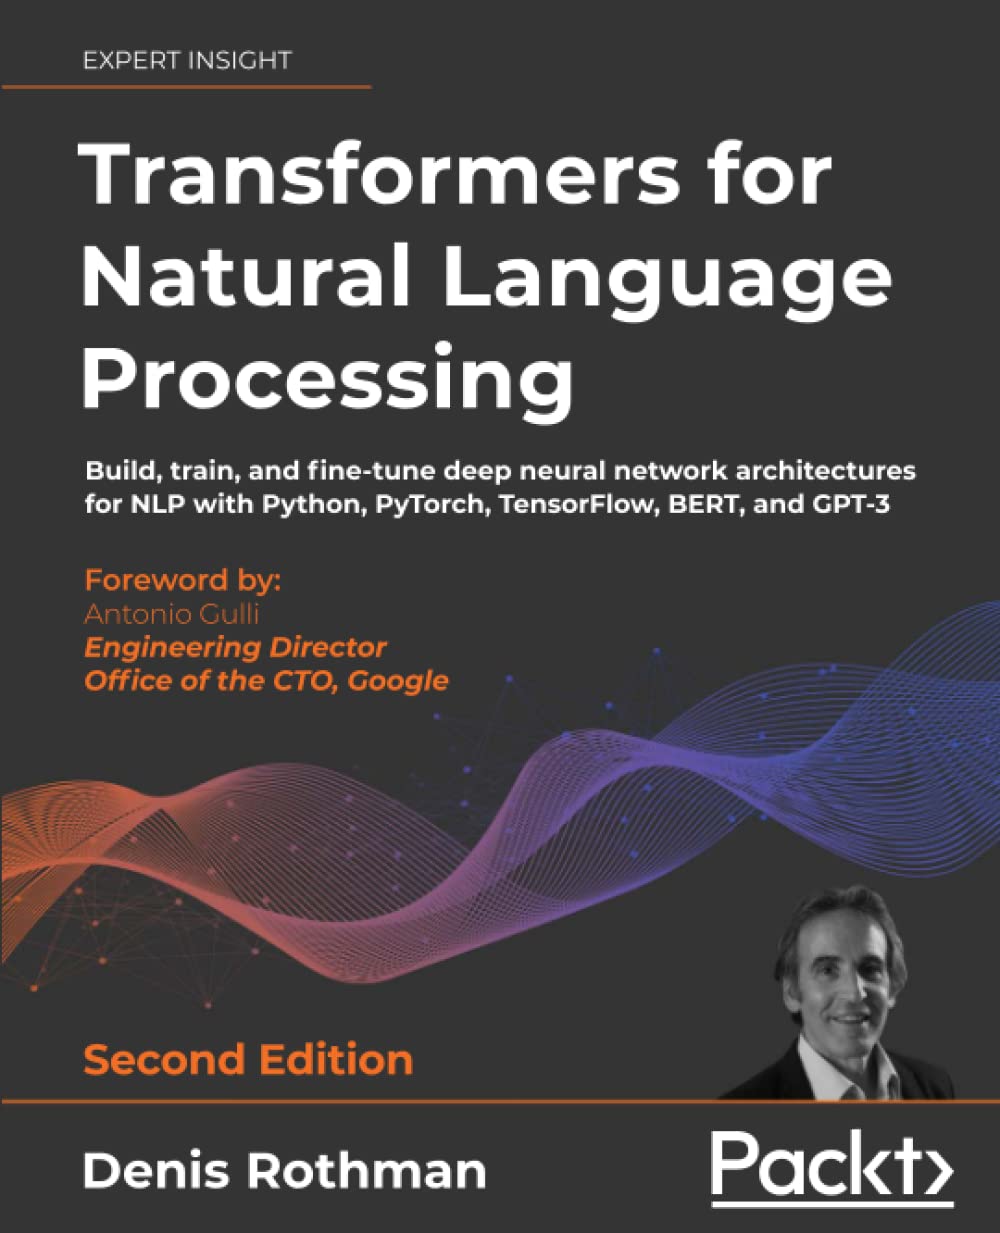 EXPERT INSIGHT
Transformers for
Natural Language
Processing
Build, train, and fine-tune deep neural network architectures
for NLP with Python, PyTorch, TensorFlow, BERT, and GPT-3
Foreword by:
Antonio Gulli
Engineering Director
Office of the CTO, Google
Second Edition
Denis Rothman
Packt